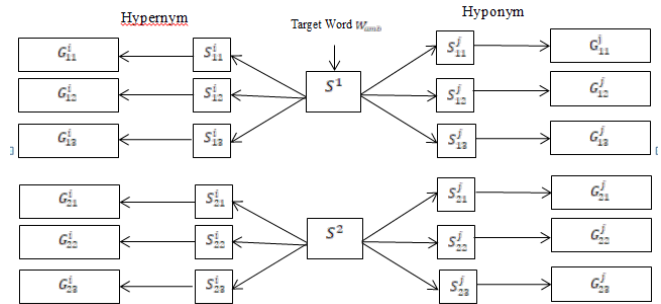 Hypernym
Target Word W_amb
Hyponym
G^i_11 S^i_11 S^1 S^j_11 G^j_11
G^i_12 S^i_12 S^j_12 G^j_12
G^i_13 S^i_13 S^j_13 G^j_13
G^i_21 S^i_21 S^2 S^j_21 G^j_21
G^i_22 S^i_22 S^j_22 G^j_22
G^i_23 S^i_23 S^j_23 G^j_23